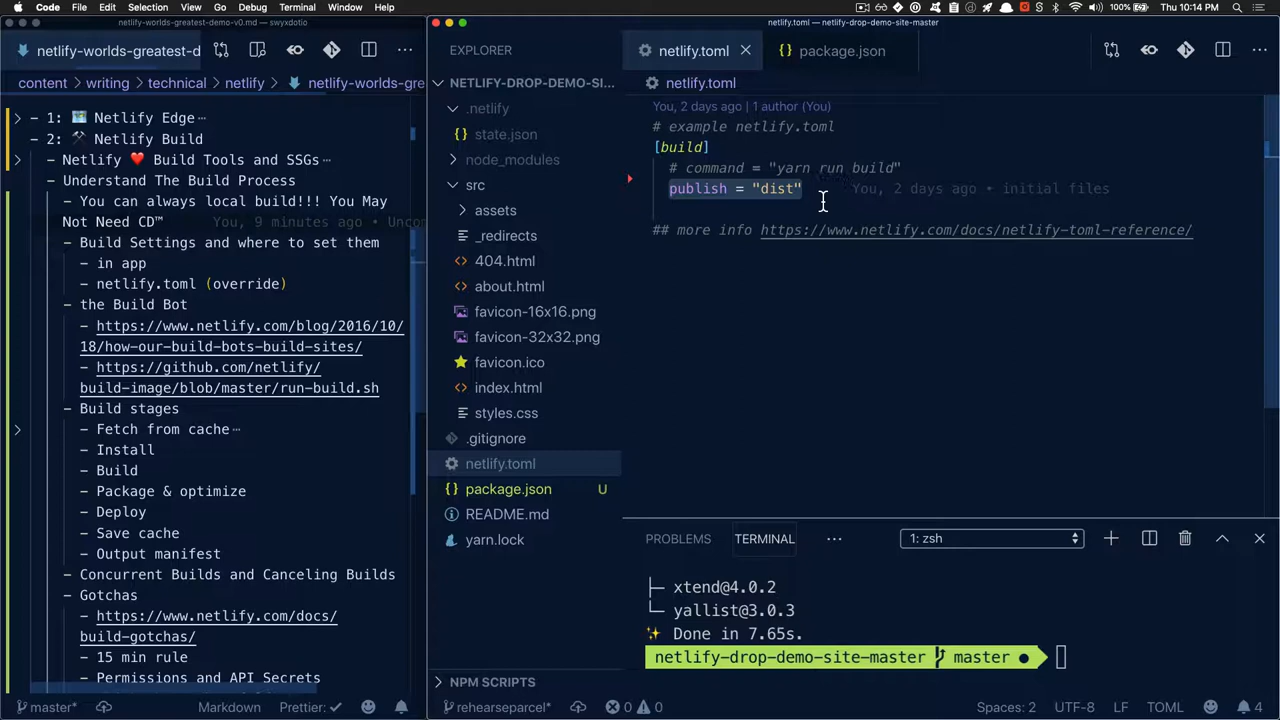 Code File Edit Selection View Go Debug Terminal Window Help 100% Thu 10:14 PM
netlify-worlds-greatest-demo-v0.md — swyxdotio
netlify.toml — netlify-drop-demo-site-master
netlify-worlds-greatest-d
content › writing › technical › netlify › netlify-worlds-gre
- 1: 🗺️ Netlify Edge…
- 2: ⚒️ Netlify Build
- Netlify ❤️ Build Tools and SSGs…
- Understand The Build Process
- You can always local build!!! You May
Not Need CD™ You, 9 minutes ago • Unco
- Build Settings and where to set them
- in app
- netlify.toml (override)
- the Build Bot
- https://www.netlify.com/blog/2016/10/
18/how-our-build-bots-build-sites/
- https://github.com/netlify/
build-image/blob/master/run-build.sh
- Build stages
- Fetch from cache…
- Install
- Build
- Package & optimize
- Deploy
- Save cache
- Output manifest
- Concurrent Builds and Canceling Builds
- Gotchas
- https://www.netlify.com/docs/
build-gotchas/
- 15 min rule
- Permissions and API Secrets
master* Markdown Prettier: ✓
EXPLORER
NETLIFY-DROP-DEMO-SI...
.netlify
state.json
node_modules
src
assets
_redirects
404.html
about.html
favicon-16x16.png
favicon-32x32.png
favicon.ico
index.html
styles.css
.gitignore
netlify.toml
package.json U
README.md
yarn.lock
NPM SCRIPTS
netlify.toml package.json
netlify.toml
You, 2 days ago | 1 author (You)
# example netlify.toml
[build]
# command = "yarn run build"
publish = "dist" You, 2 days ago • initial files
## more info https://www.netlify.com/docs/netlify-toml-reference/
PROBLEMS TERMINAL ... 1: zsh
├─ xtend@4.0.2
└─ yallist@3.0.3
✨ Done in 7.65s.
netlify-drop-demo-site-master master ●
rehearseparcel* 0 0 Spaces: 2 UTF-8 LF TOML 4